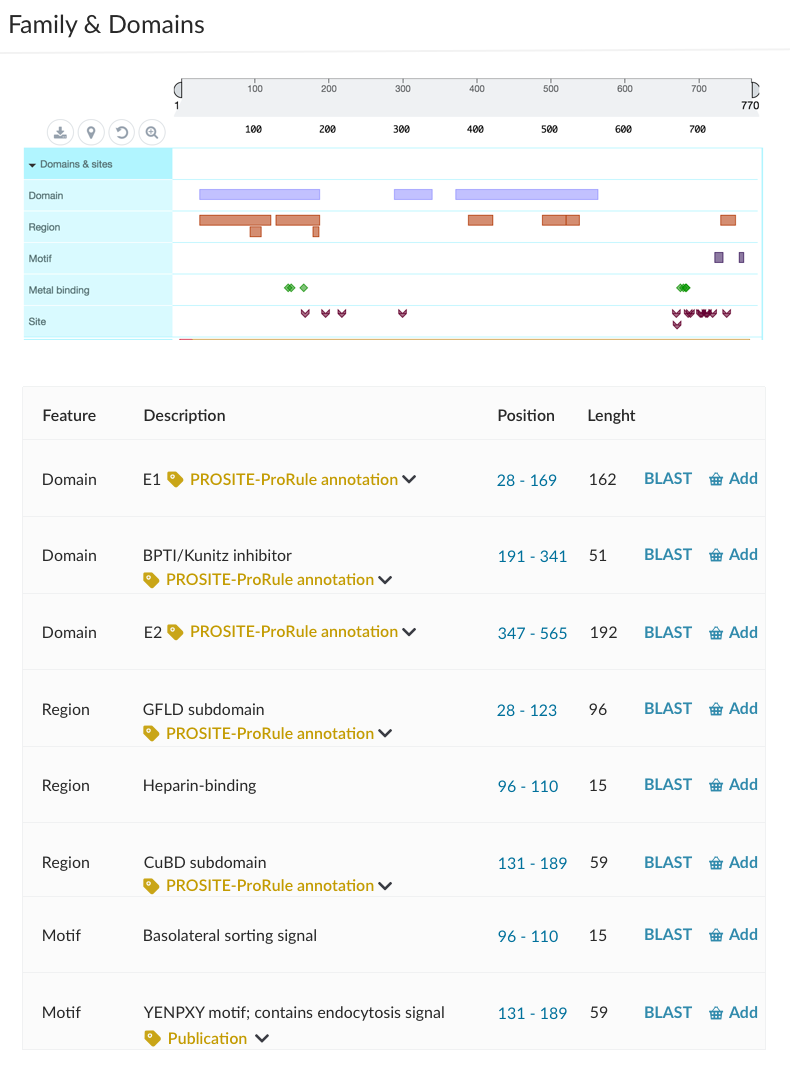 Family & Domains
100 200 300 400 500 600 700
1 770
100 200 300 400 500 600 700
Domains & sites
Domain
Region
Motif
Metal binding
Site
Feature Description Position Lenght
Domain E1 PROSITE-ProRule annotation 28 - 169 162 BLAST Add
Domain BPTI/Kunitz inhibitor 191 - 341 51 BLAST Add
PROSITE-ProRule annotation
Domain E2 PROSITE-ProRule annotation 347 - 565 192 BLAST Add
Region GFLD subdomain 28 - 123 96 BLAST Add
PROSITE-ProRule annotation
Region Heparin-binding 96 - 110 15 BLAST Add
Region CuBD subdomain 131 - 189 59 BLAST Add
PROSITE-ProRule annotation
Motif Basolateral sorting signal 96 - 110 15 BLAST Add
Motif YENPXY motif; contains endocytosis signal 131 - 189 59 BLAST Add
Publication